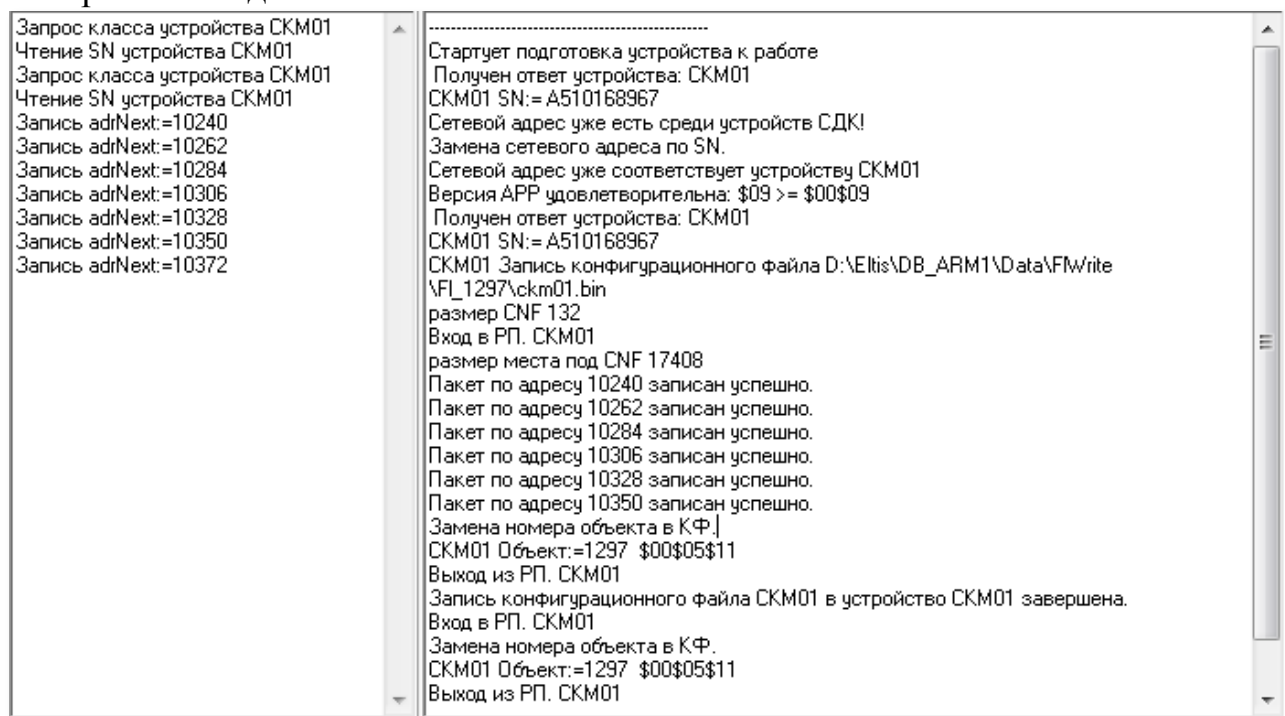 Запрос класса устройства СКМ01
Чтение SN устройства СКМ01
Запрос класса устройства СКМ01
Чтение SN устройства СКМ01
Запись adrNext:=10240
Запись adrNext:=10262
Запись adrNext:=10284
Запись adrNext:=10306
Запись adrNext:=10328
Запись adrNext:=10350
Запись adrNext:=10372
--------------------------------------------------
Стартует подготовка устройства к работе
Получен ответ устройства: СКМ01
СКМ01 SN:= A510168967
Сетевой адрес уже есть среди устройств СДК!
Замена сетевого адреса по SN.
Сетевой адрес уже соответствует устройству СКМ01
Версия APP удовлетворительна: $09 >= $00$09
Получен ответ устройства: СКМ01
СКМ01 SN:= A510168967
СКМ01 Запись конфигурационного файла D:\Eltis\DB_ARM1\Data\FlWrite
\Fl_1297\ckm01.bin
размер CNF 132
Вход в РП. СКМ01
размер места под CNF 17408
Пакет по адресу 10240 записан успешно.
Пакет по адресу 10262 записан успешно.
Пакет по адресу 10284 записан успешно.
Пакет по адресу 10306 записан успешно.
Пакет по адресу 10328 записан успешно.
Пакет по адресу 10350 записан успешно.
Замена номера объекта в КФ.
СКМ01 Объект:=1297 $00$05$11
Выход из РП. СКМ01
Запись конфигурационного файла СКМ01 в устройство СКМ01 завершена.
Вход в РП. СКМ01
Замена номера объекта в КФ.
СКМ01 Объект:=1297 $00$05$11
Выход из РП. СКМ01